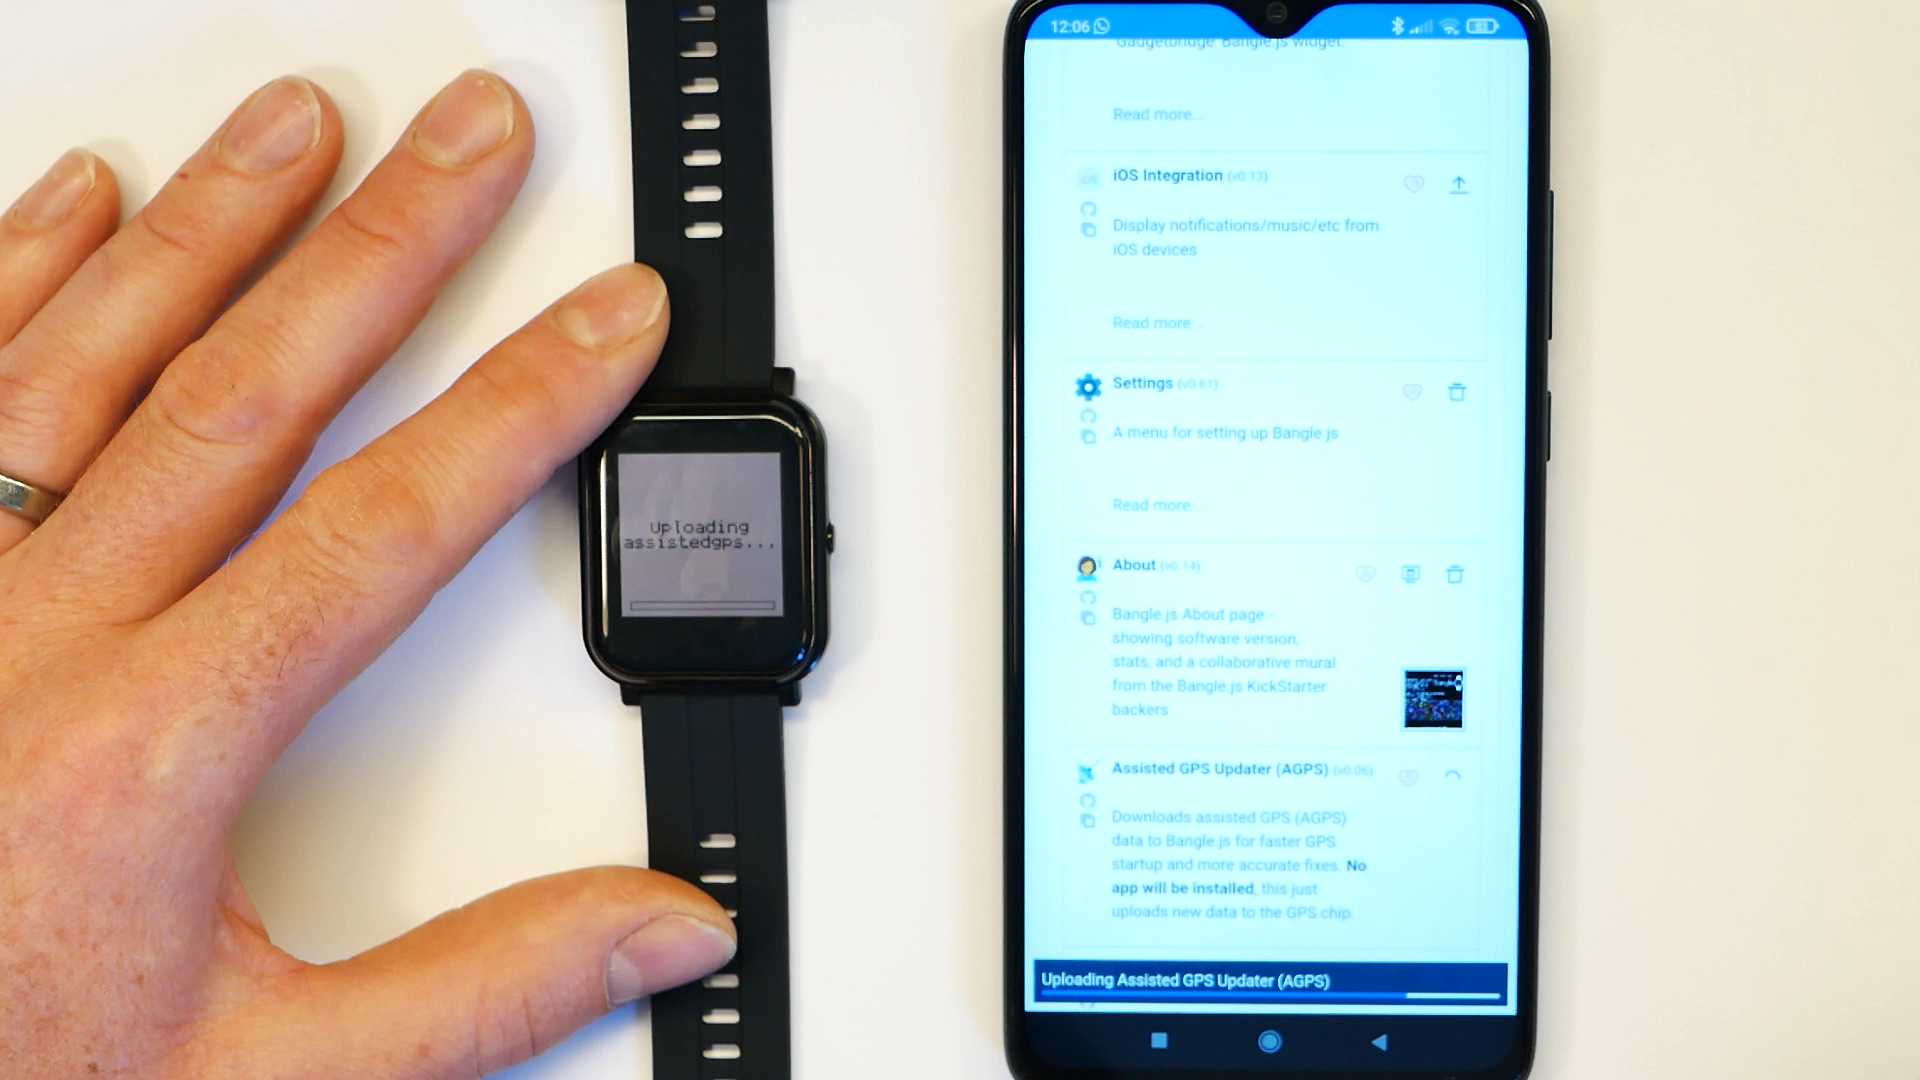 Uploading
assistedgps...
12:06
83
Gadgetbridge Bangle.js widget.
Read more...
iOS
iOS Integration (v0.13)
Display notifications/music/etc from
iOS devices
Read more...
Settings (v0.61)
A menu for setting up Bangle.js
Read more...
About (v0.14)
Bangle.js About page -
showing software version,
stats, and a collaborative mural
from the Bangle.js KickStarter
backers
Assisted GPS Updater (AGPS) (v0.06)
Downloads assisted GPS (AGPS)
data to Bangle.js for faster GPS
startup and more accurate fixes. No
app will be installed, this just
uploads new data to the GPS chip.
Uploading Assisted GPS Updater (AGPS)